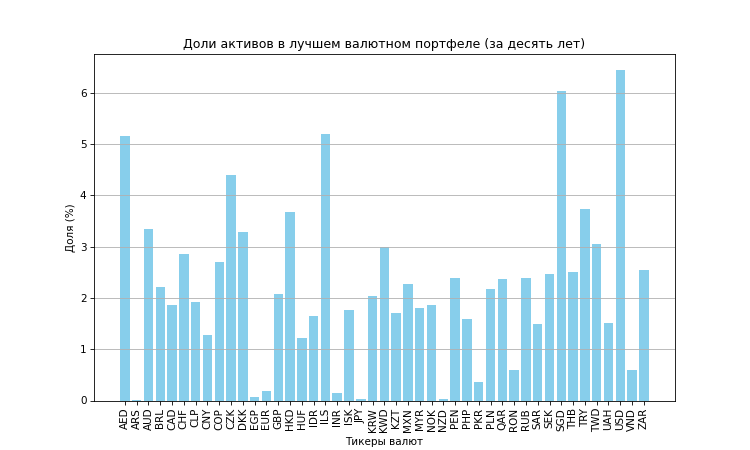 Доли активов в лучшем валютном портфеле (за десять лет)
Доля (%)
6
5
4
3
2
1
0
AED ARS AUD BRL CAD CHF CLP CNY COP CZK DKK EGP EUR GBP HKD HUF IDR ILS INR ISK JPY KRW KWD KZT MXN MYR NOK NZD PEN PHP PKR PLN QAR RON RUB SAR SEK SGD THB TRY TWD UAH USD VND ZAR
Тикеры валют